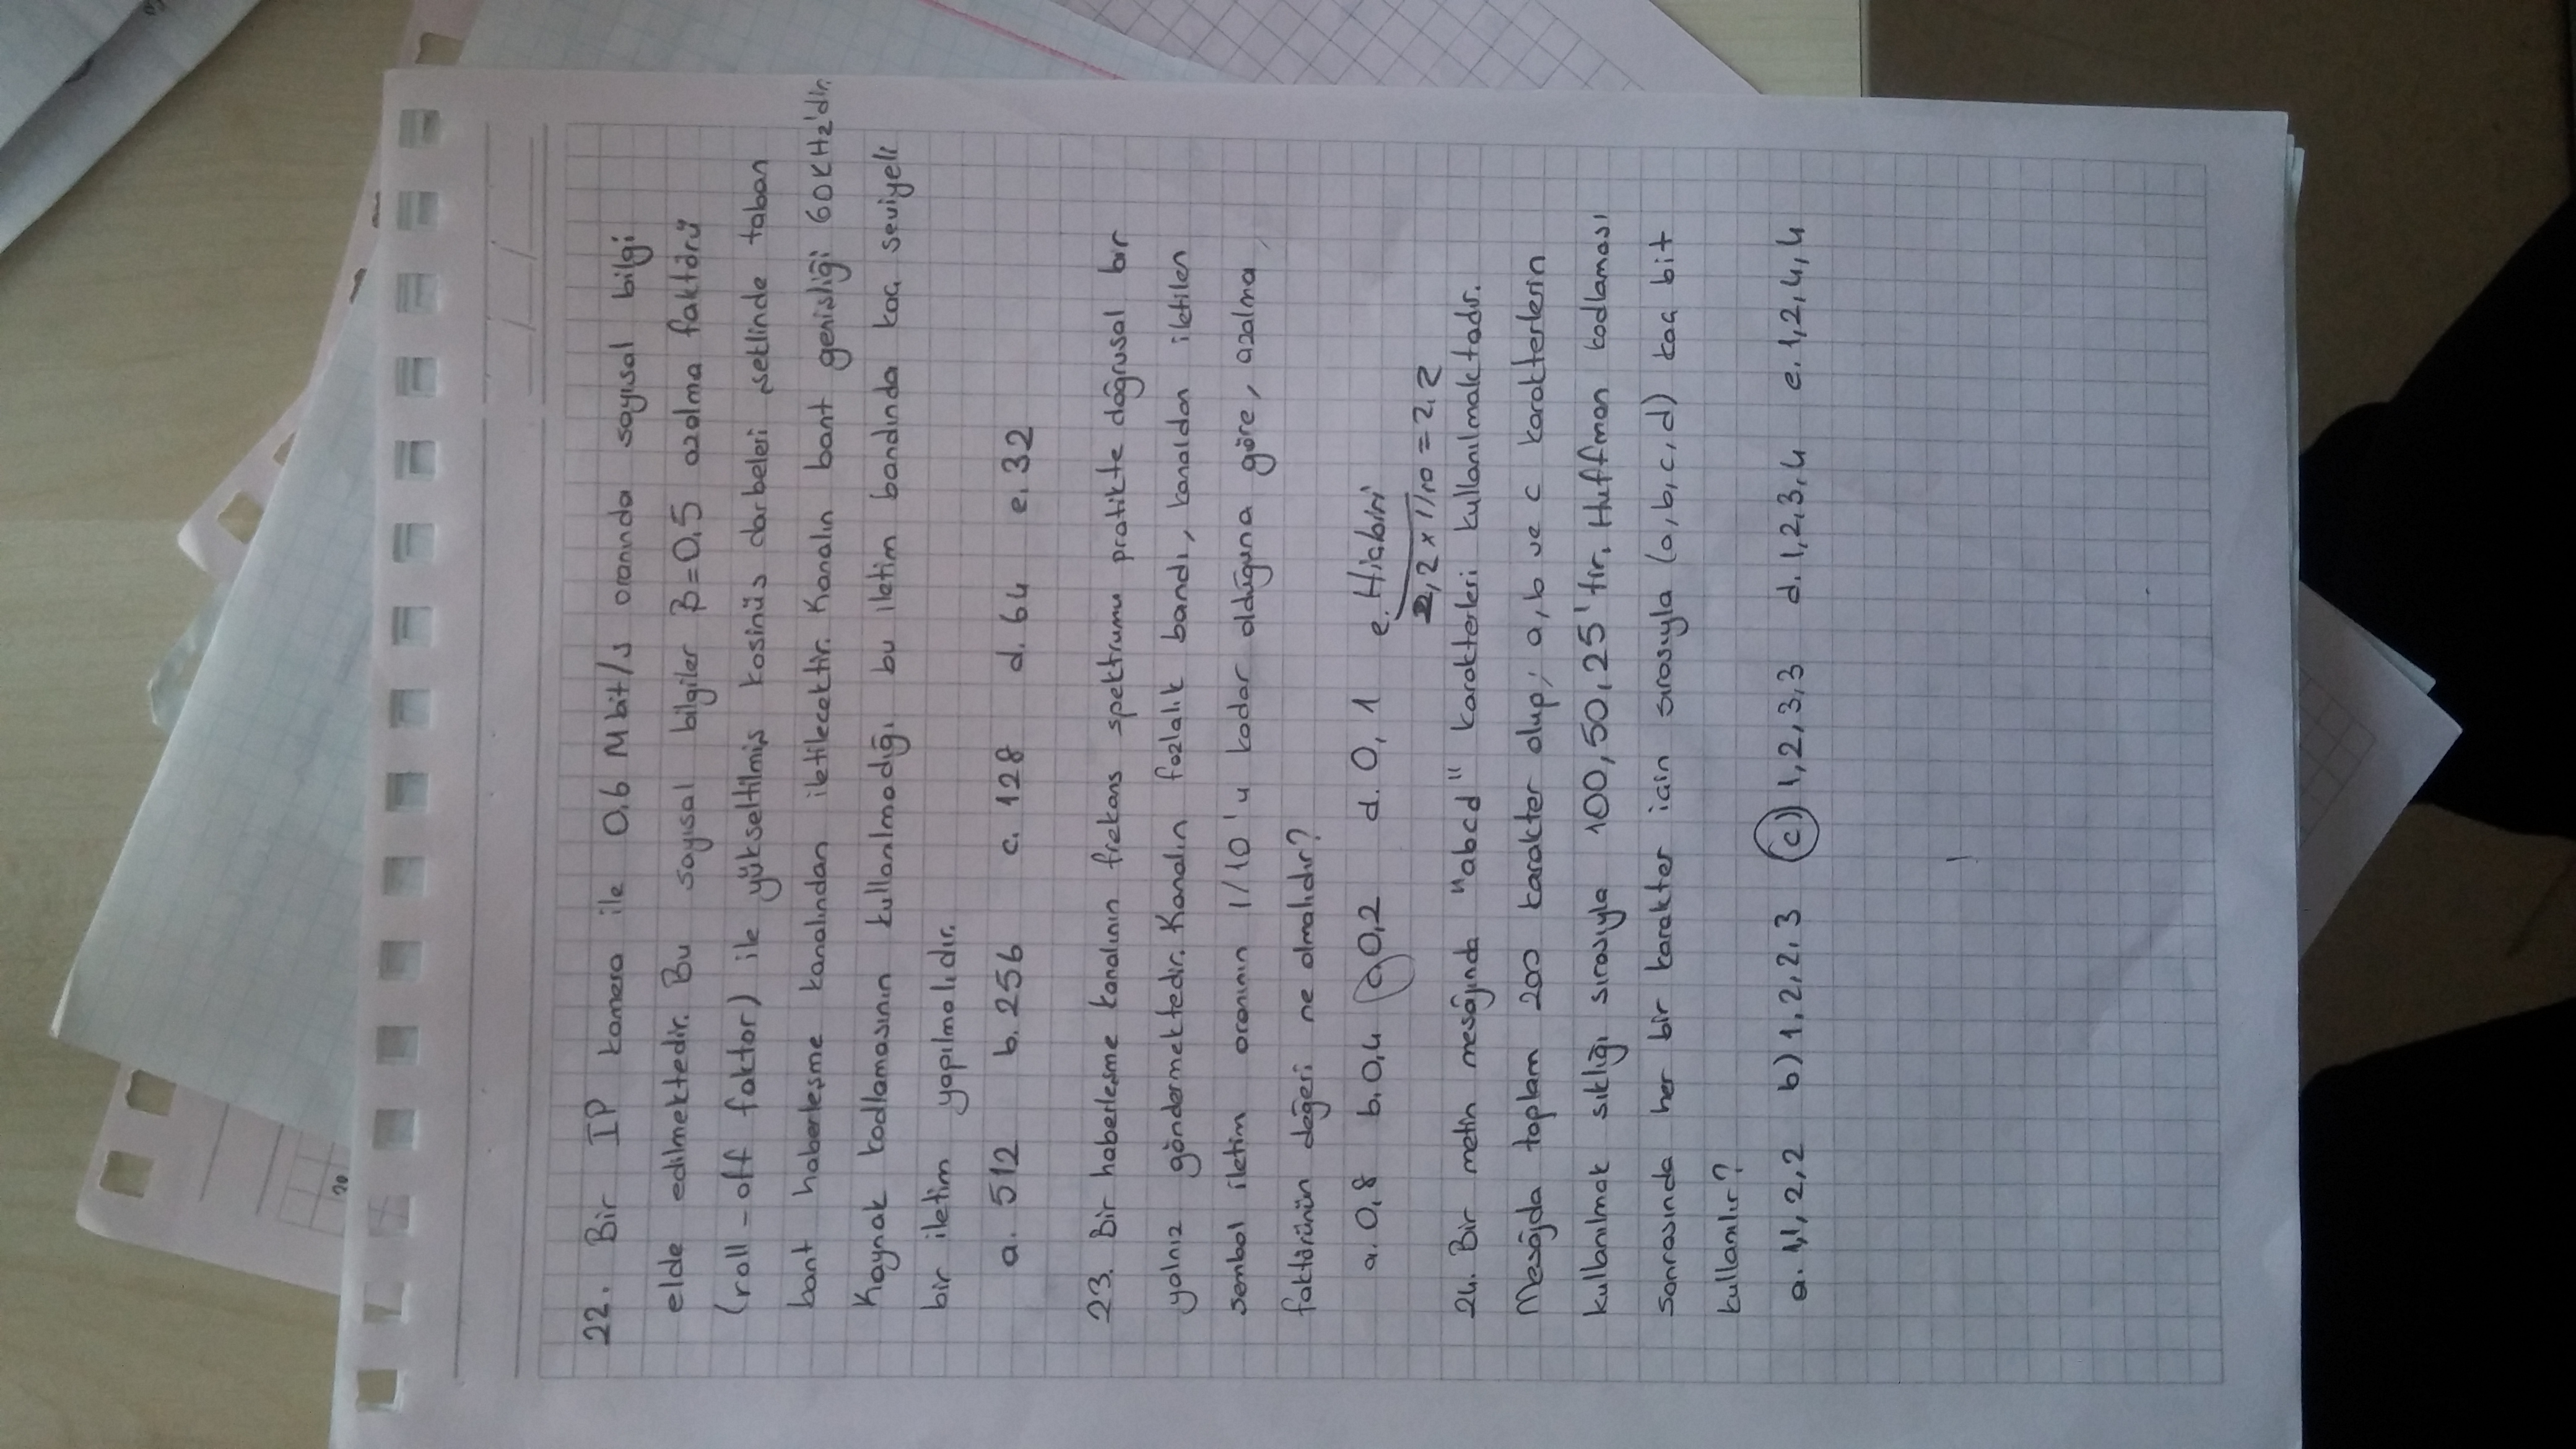 20
22. Bir IP kamera ile 0.6 Mbit/s oranında sayısal bilgi
elde edilmektedir. Bu sayısal bilgiler β=0.5 azalma faktörü
(roll-off faktor) ile yükseltilmiş kosinüs darbeleri şeklinde taban
bant haberleşme kanalından iletilecektir. Kanalın bant genişliği 60KHz'dir.
Kaynak kodlamasının kullanılmadığı bu iletim bandında kaç seviyeli
bir iletim yapılmalıdır.
a. 512 b. 256 c. 128 d. 64 e. 32
23. Bir haberleşme kanalının frekans spektrumu pratikte doğrusal bir
yalnız göndermektedir. Kanalın fazlalık bandı, kanaldan iletilen
sembol iletim oranının 1/10'u kadar olduğuna göre, azalma
faktörünün değeri ne olmalıdır?
a. 0,8 b. 0,4 c 0,2 d. 0,1 e. Hiçbiri
2,2 x 1/10 = 2.2
24. Bir metin mesajında "abcd" karakterleri kullanılmaktadır.
Mesajda toplam 200 karakter olup; a, b ve c karakterlerin
kullanılmak sıklığı sırasıyla 100, 50, 25'tir. Huffman kodlaması
sonrasında her bir karakter için sırasıyla (a,b,c,d) kaç bit
kullanılır?
a. 1,1, 2, 2 b) 1, 2, 2, 3 c) 1, 2, 3, 3 d. 1, 2, 3, 4 e. 1, 2, 4, 4